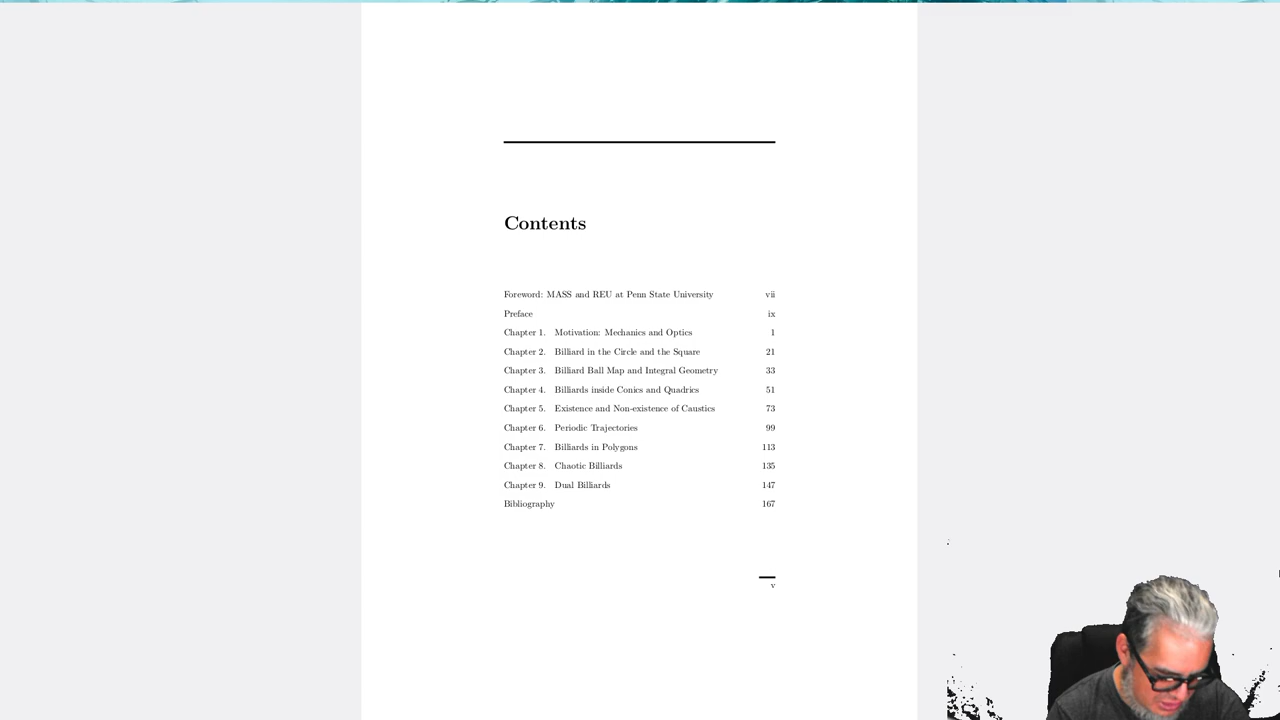 Contents
Foreword: MASS and REU at Penn State University vii
Preface ix
Chapter 1. Motivation: Mechanics and Optics 1
Chapter 2. Billiard in the Circle and the Square 21
Chapter 3. Billiard Ball Map and Integral Geometry 33
Chapter 4. Billiards inside Conics and Quadrics 51
Chapter 5. Existence and Non-existence of Caustics 73
Chapter 6. Periodic Trajectories 99
Chapter 7. Billiards in Polygons 113
Chapter 8. Chaotic Billiards 135
Chapter 9. Dual Billiards 147
Bibliography 167
v